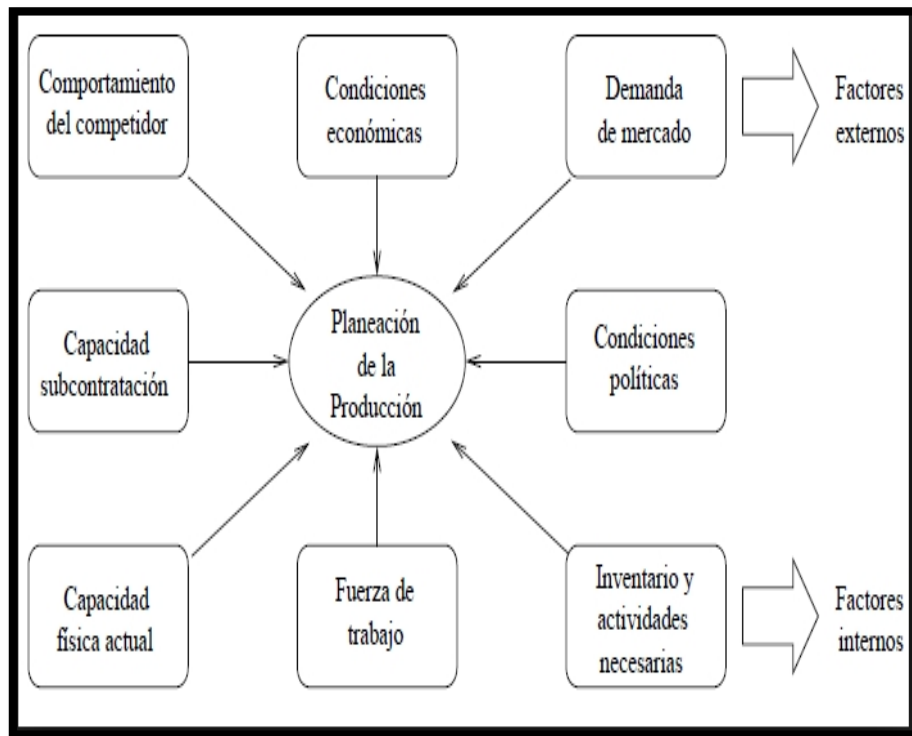 Comportamiento
del competidor
Condiciones
económicas
Demanda
de mercado
Factores
externos
Capacidad
subcontratación
Planeación
de la
Producción
Condiciones
políticas
Capacidad
física actual
Fuerza de
trabajo
Inventario y
actividades
necesarias
Factores
internos